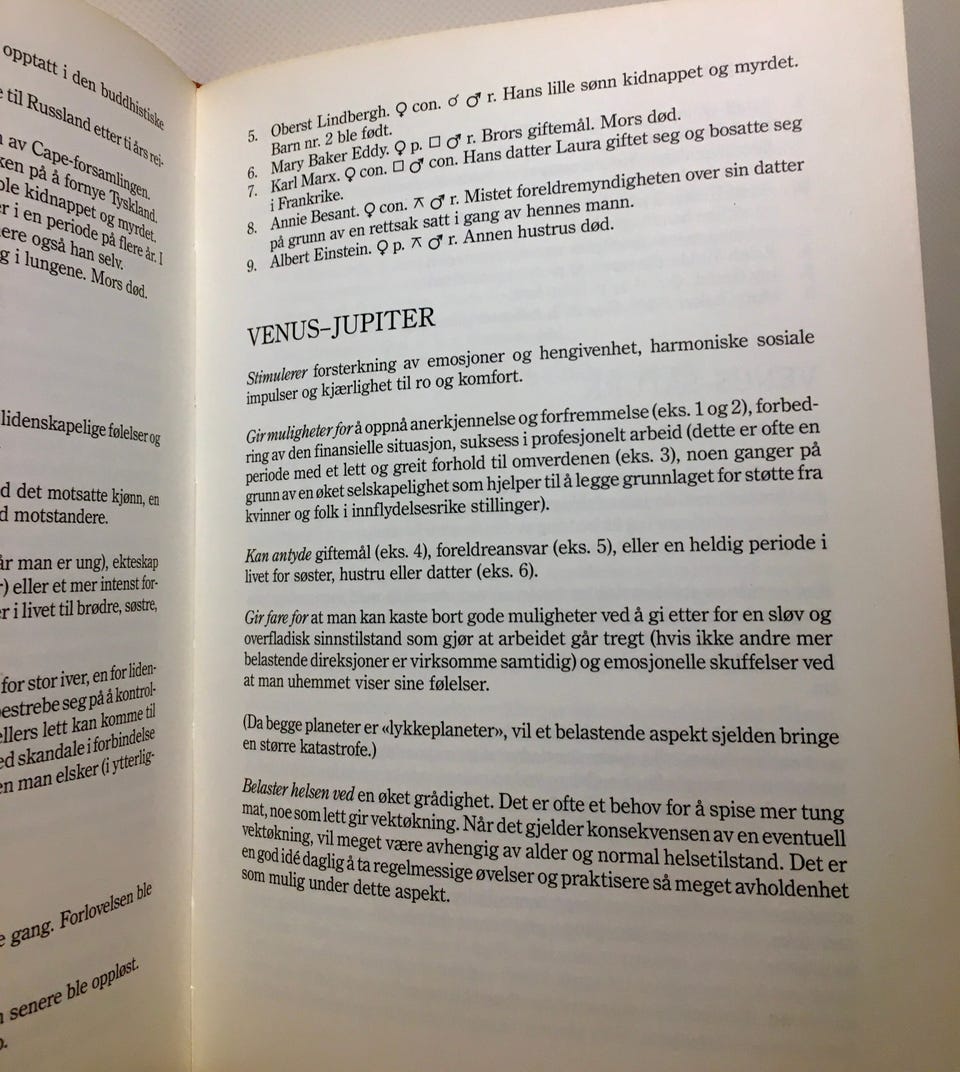 opptatt i den buddhistiske
til Russland etter ti års rei-
av Cape-forsamlingen.
ken på å fornye Tyskland.
ble kidnappet og myrdet.
r i en periode på flere år. I
ere også han selv.
g i lungene. Mors død.
lidenskapelige følelser og
d det motsatte kjønn, en
d motstandere.
år man er ung), ekteskap
r) eller et mer intenst for-
r i livet til brødre, søstre,
for stor iver, en for liden-
bestrebe seg på å kontrol-
ellers lett kan komme til
ed skandale i forbindelse
en man elsker (i ytterlig-
e gang. Forlovelsen ble
senere ble oppløst.
5. Oberst Lindbergh. ♀ con. ☌ ♂ r. Hans lille sønn kidnappet og myrdet.
Barn nr. 2 ble født.
6. Mary Baker Eddy. ♀ p. □ ♂ r. Brors giftemål. Mors død.
7. Karl Marx. ♀ con. □ ♂ con. Hans datter Laura giftet seg og bosatte seg
i Frankrike.
8. Annie Besant. ♀ con. ⚻ ♂ r. Mistet foreldremyndigheten over sin datter
på grunn av en rettsak satt i gang av hennes mann.
9. Albert Einstein. ♀ p. ⚻ ♂ r. Annen hustrus død.
VENUS–JUPITER
Stimulerer forsterkning av emosjoner og hengivenhet, harmoniske sosiale
impulser og kjærlighet til ro og komfort.
Gir muligheter for å oppnå anerkjennelse og forfremmelse (eks. 1 og 2), forbed-
ring av den finansielle situasjon, suksess i profesjonelt arbeid (dette er ofte en
periode med et lett og greit forhold til omverdenen (eks. 3), noen ganger på
grunn av en øket selskapelighet som hjelper til å legge grunnlaget for støtte fra
kvinner og folk i innflydelsesrike stillinger).
Kan antyde giftemål (eks. 4), foreldreansvar (eks. 5), eller en heldig periode i
livet for søster, hustru eller datter (eks. 6).
Gir fare for at man kan kaste bort gode muligheter ved å gi etter for en sløv og
overfladisk sinnstilstand som gjør at arbeidet går tregt (hvis ikke andre mer
belastende direksjoner er virksomme samtidig) og emosjonelle skuffelser ved
at man uhemmet viser sine følelser.
(Da begge planeter er «lykkeplaneter», vil et belastende aspekt sjelden bringe
en større katastrofe.)
Belaster helsen ved en øket grådighet. Det er ofte et behov for å spise mer tung
mat, noe som lett gir vektøkning. Når det gjelder konsekvensen av en eventuell
vektøkning, vil meget være avhengig av alder og normal helsetilstand. Det er
en god idé daglig å ta regelmessige øvelser og praktisere så meget avholdenhet
som mulig under dette aspekt.